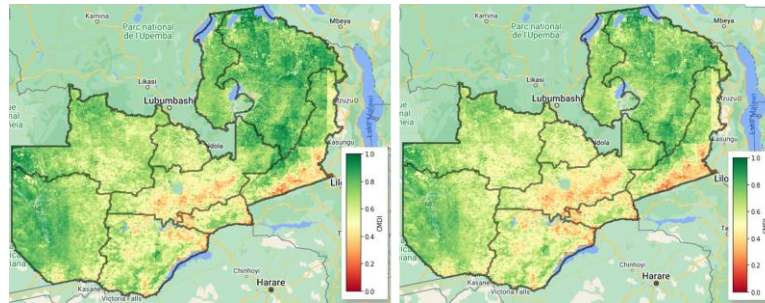 Kamina
Parc national
de l'Upemba
Mbeya
Likasi
Lubumbashi
Ndola
Mzuzu
Kasungu
Lilo
1.0
0.8
0.6
0.4
0.2
0.0
CMDI
Kasane
Victoria Falls
Chinhoyi
Harare
Kamina
Parc national
de l'Upemba
Mbeya
Likasi
Lubumbashi
Ndola
Kasungu
Lilo
1.0
0.8
0.6
0.4
0.2
0.0
CMDI
Kasane
Victoria Falls
Chinhoyi
Harare